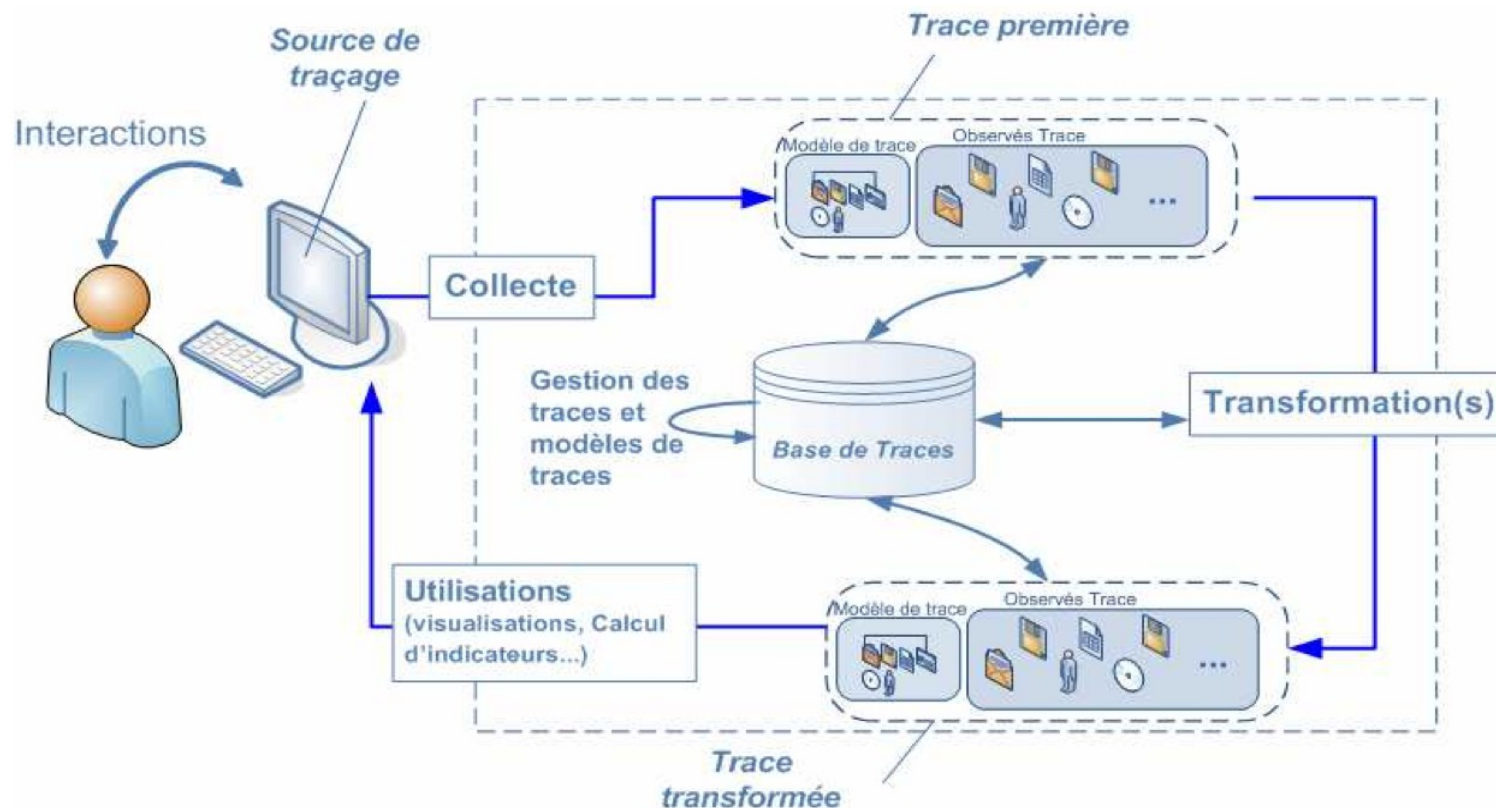 Source de
traçage
Trace première
Interactions
Modèle de trace
Observés Trace
...
Collecte
Gestion des
traces et
modèles de
traces
Base de Traces
Transformation(s)
Utilisations
(visualisations, Calcul
d'indicateurs...)
Modèle de trace
Observés Trace
...
Trace
transformée